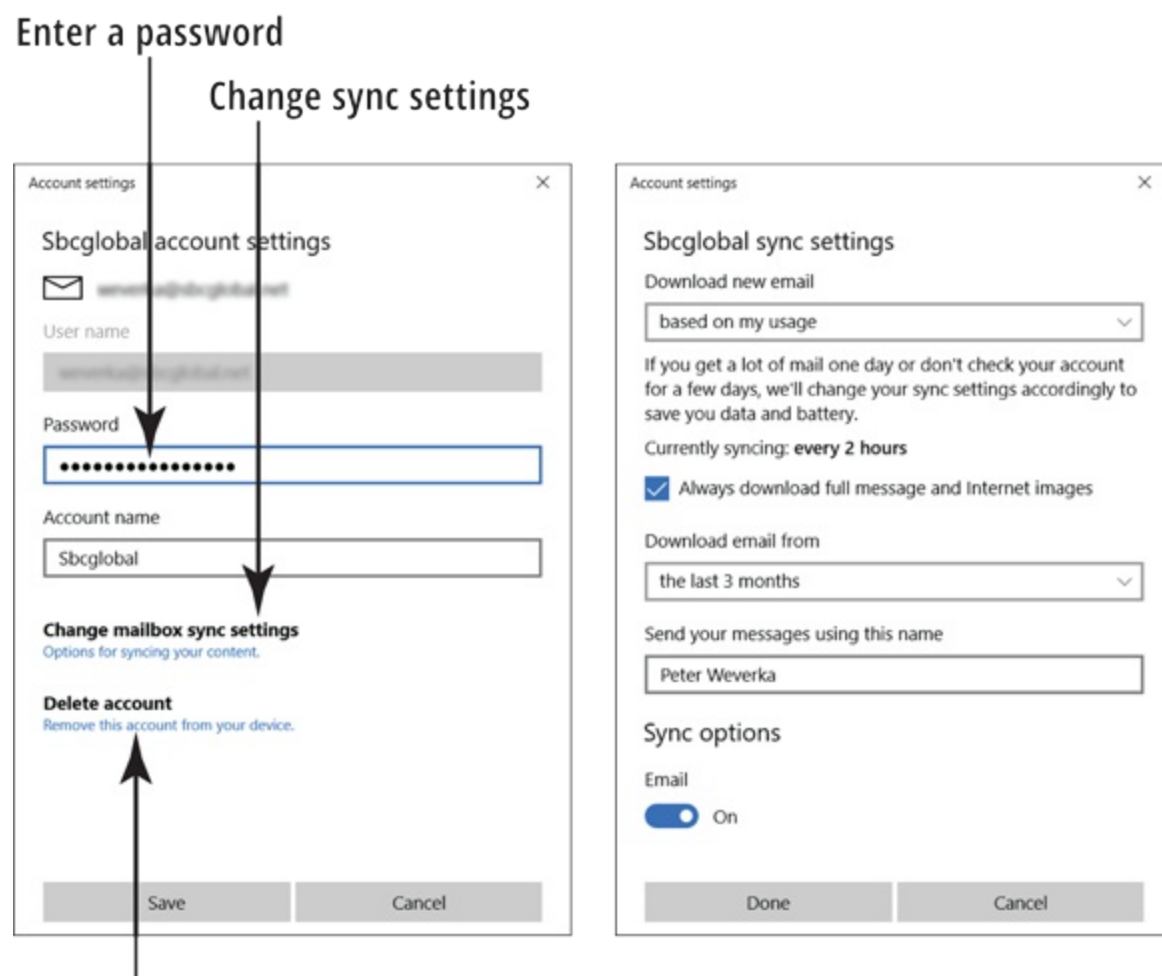 Enter a password
Change sync settings
Account settings
Sbcglobal account settings
User name
Password
Account name
Sbcglobal
Change mailbox sync settings
Options for syncing your content.
Delete account
Remove this account from your device.
Save Cancel
Account settings
Sbcglobal sync settings
Download new email
based on my usage
If you get a lot of mail one day or don't check your account
for a few days, we'll change your sync settings accordingly to
save you data and battery.
Currently syncing: every 2 hours
Always download full message and Internet images
Download email from
the last 3 months
Send your messages using this name
Peter Weverka
Sync options
Email
On
Done Cancel